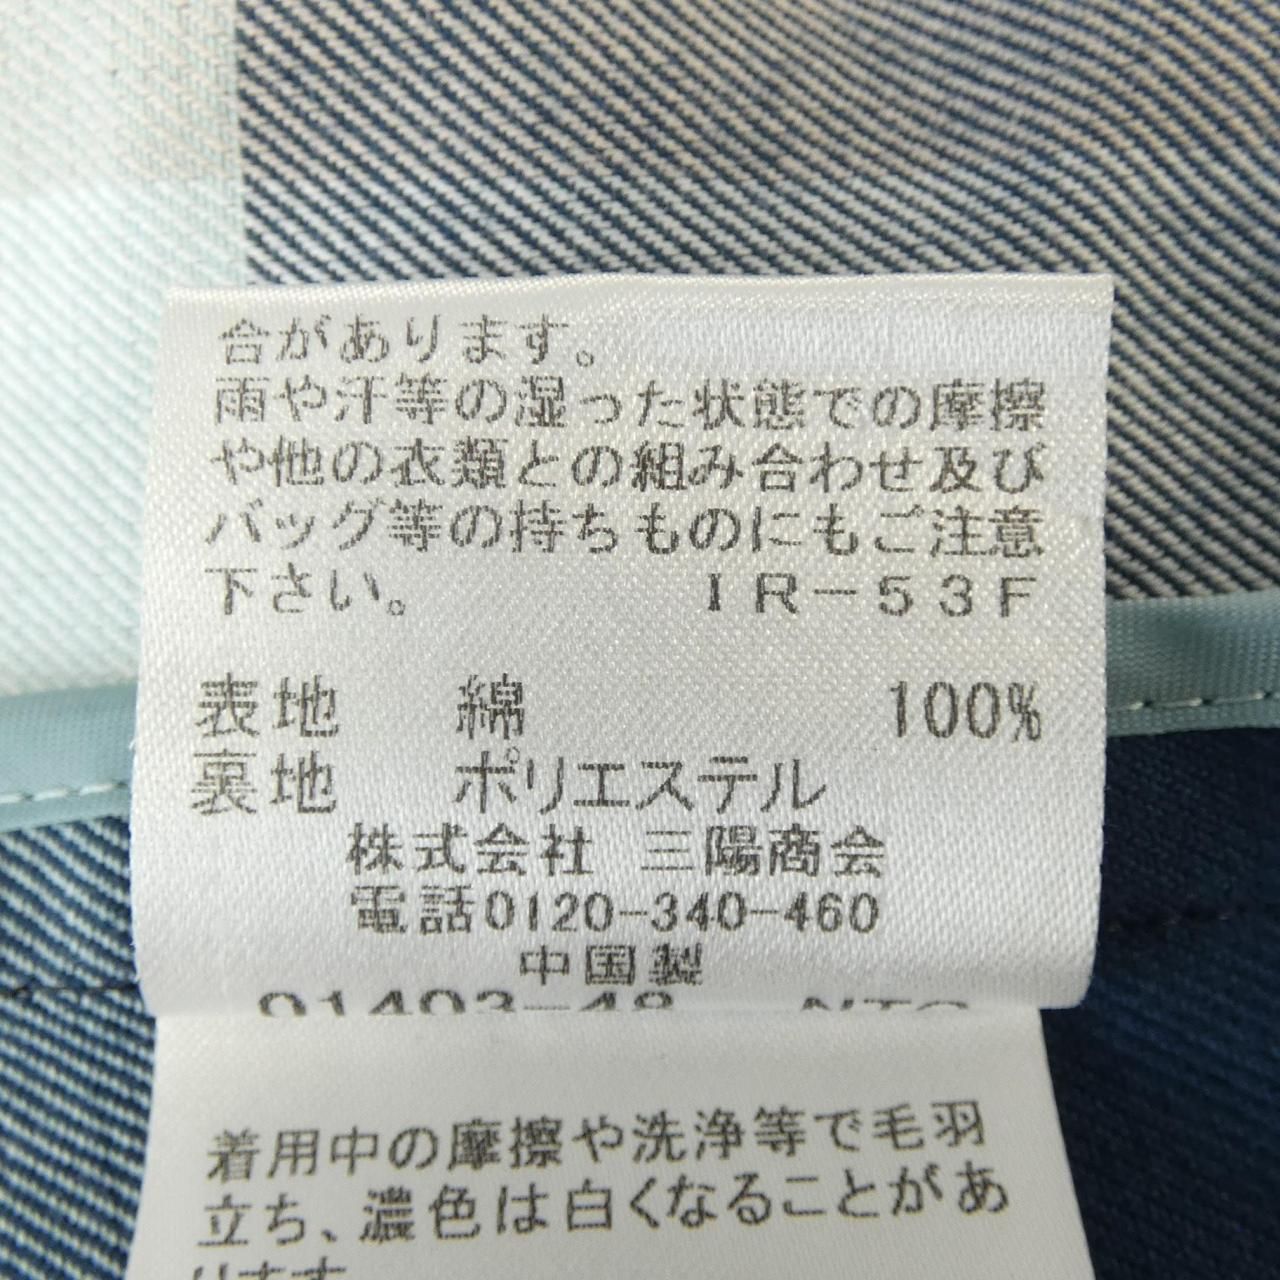 合があります。
雨や汗等の湿った状態での摩擦
や他の衣類との組み合わせ及び
バッグ等の持ちものにもご注意
下さい。 IR-53F
表地 綿 100%
裏地 ポリエステル
株式会社 三陽商会
電話0120-340-460
中国製
着用中の摩擦や洗浄等で毛羽
立ち、濃色は白くなることがあ
ります